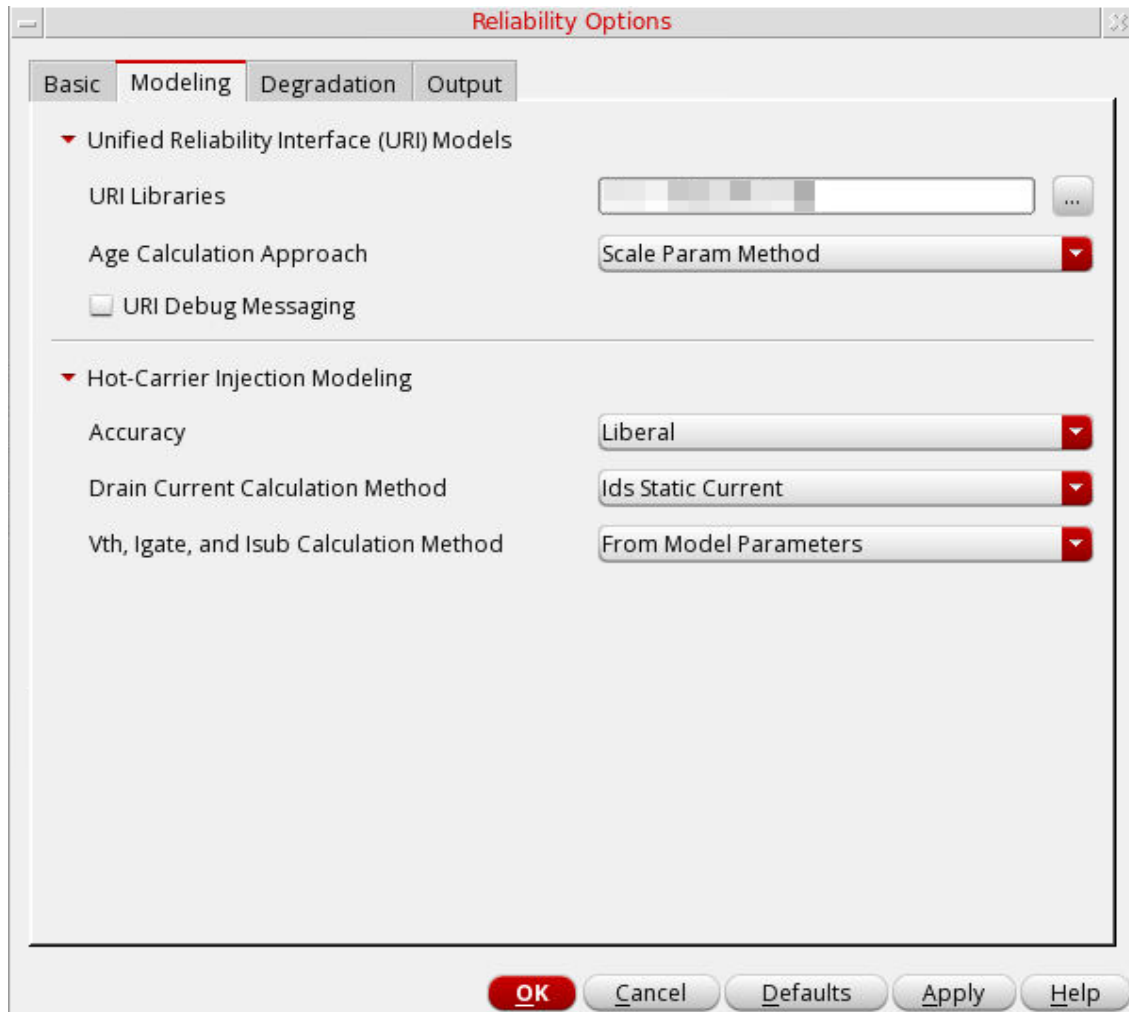 Reliability Options
Basic Modeling Degradation Output
Unified Reliability Interface (URI) Models
URI Libraries ...
Age Calculation Approach Scale Param Method
URI Debug Messaging
Hot-Carrier Injection Modeling
Accuracy Liberal
Drain Current Calculation Method Ids Static Current
Vth, Igate, and Isub Calculation Method From Model Parameters
OK Cancel Defaults Apply Help